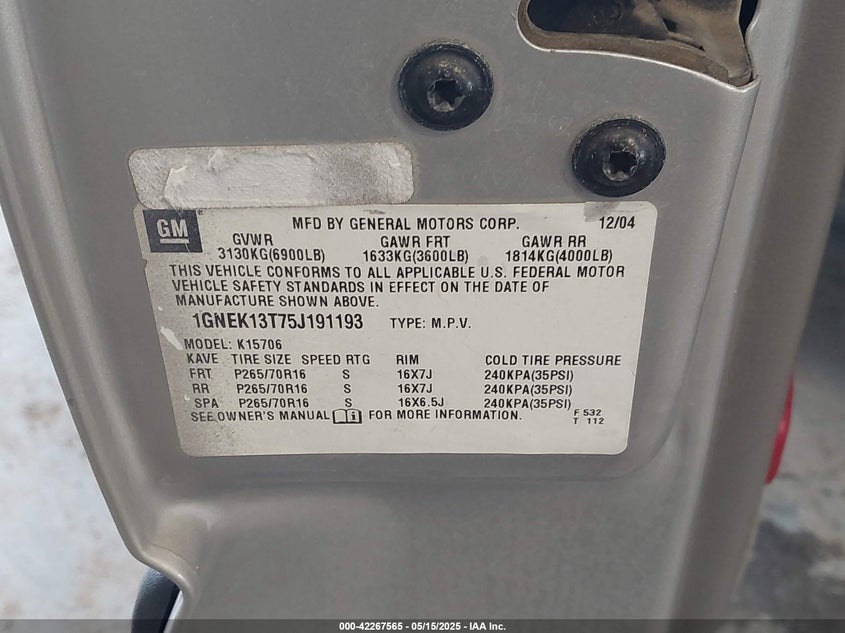 GM
MFD BY GENERAL MOTORS CORP. 12/04
GVWR GAWR FRT GAWR RR
3130KG(6900LB) 1633KG(3600LB) 1814KG(4000LB)
THIS VEHICLE CONFORMS TO ALL APPLICABLE U.S. FEDERAL MOTOR
VEHICLE SAFETY STANDARDS IN EFFECT ON THE DATE OF
MANUFACTURE SHOWN ABOVE.
1GNEK13T75J191193 TYPE: M.P.V.
MODEL: K15706
KAVE TIRE SIZE SPEED RTG RIM COLD TIRE PRESSURE
FRT P265/70R16 S 16X7J 240KPA(35PSI)
RR P265/70R16 S 16X7J 240KPA(35PSI)
SPA P265/70R16 S 16X6.5J 240KPA(35PSI)
SEE OWNER'S MANUAL FOR MORE INFORMATION.
F 532
T 112
000-42267565 - 05/15/2025 - IAA Inc.